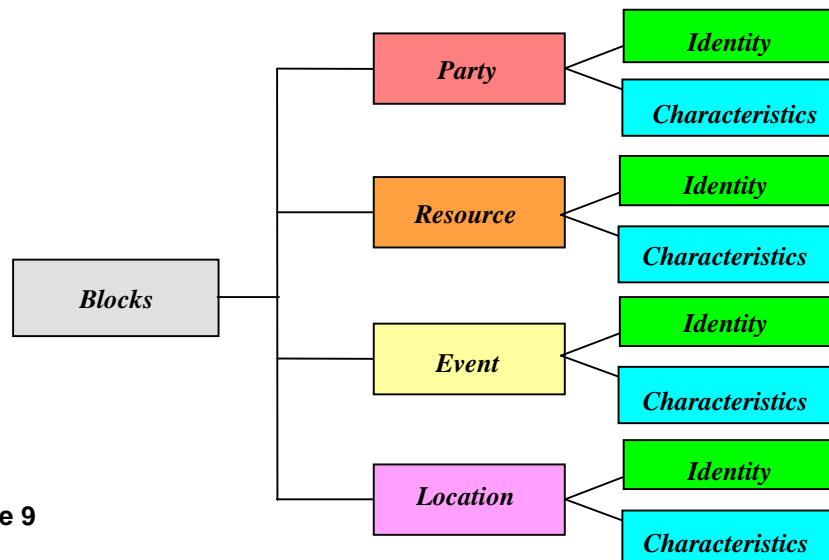 Identity
Party
Characteristics
Identity
Resource
Characteristics
Blocks
Identity
Event
Characteristics
Identity
Location
e 9
Characteristics